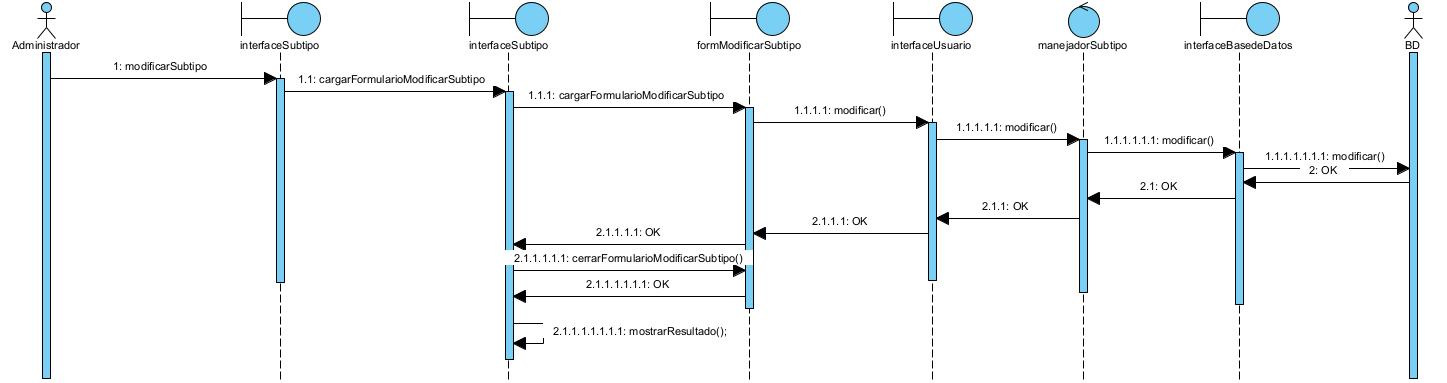 Administrador
interfaceSubtipo
interfaceSubtipo
formModificarSubtipo
interfaceUsuario
manejadorSubtipo
interfaceBasedeDatos
BD
1: modificarSubtipo
1.1: cargarFormularioModificarSubtipo
1.1.1: cargarFormularioModificarSubtipo
1.1.1.1: modificar()
1.1.1.1.1: modificar()
1.1.1.1.1.1: modificar()
1.1.1.1.1.1.1: modificar()
2: OK
2.1: OK
2.1.1: OK
2.1.1.1: OK
2.1.1.1.1: OK
2.1.1.1.1.1: cerrarFormularioModificarSubtipo()
2.1.1.1.1.1.1: OK
2.1.1.1.1.1.1.1: mostrarResultado();